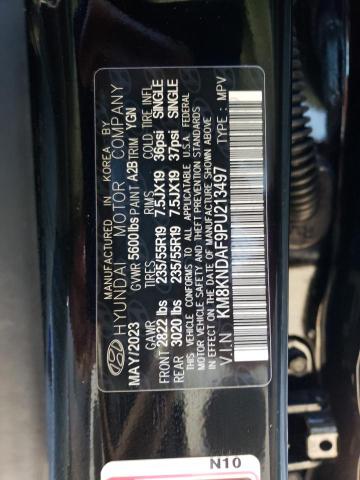 MANUFACTURED IN KOREA BY
HYUNDAI MOTOR COMPANY
MAY/2023 GVWR 5600lbs PAINT A2B TRIM YGN
GAWR TIRES RIMS COLD TIRE INFL
FRONT 2822 lbs 235/55R19 7.5JX19 36psi SINGLE
REAR 3020 lbs 235/55R19 7.5JX19 37psi SINGLE
THIS VEHICLE CONFORMS TO ALL APPLICABLE U.S.A FEDERAL
MOTOR VEHICLE SAFETY AND THEFT PREVENTION STANDARDS
IN EFFECT ON THE DATE OF MANUFACTURE SHOWN ABOVE.
V.I.N: KM8KNDAF9PU213497 TYPE: MPV
N10